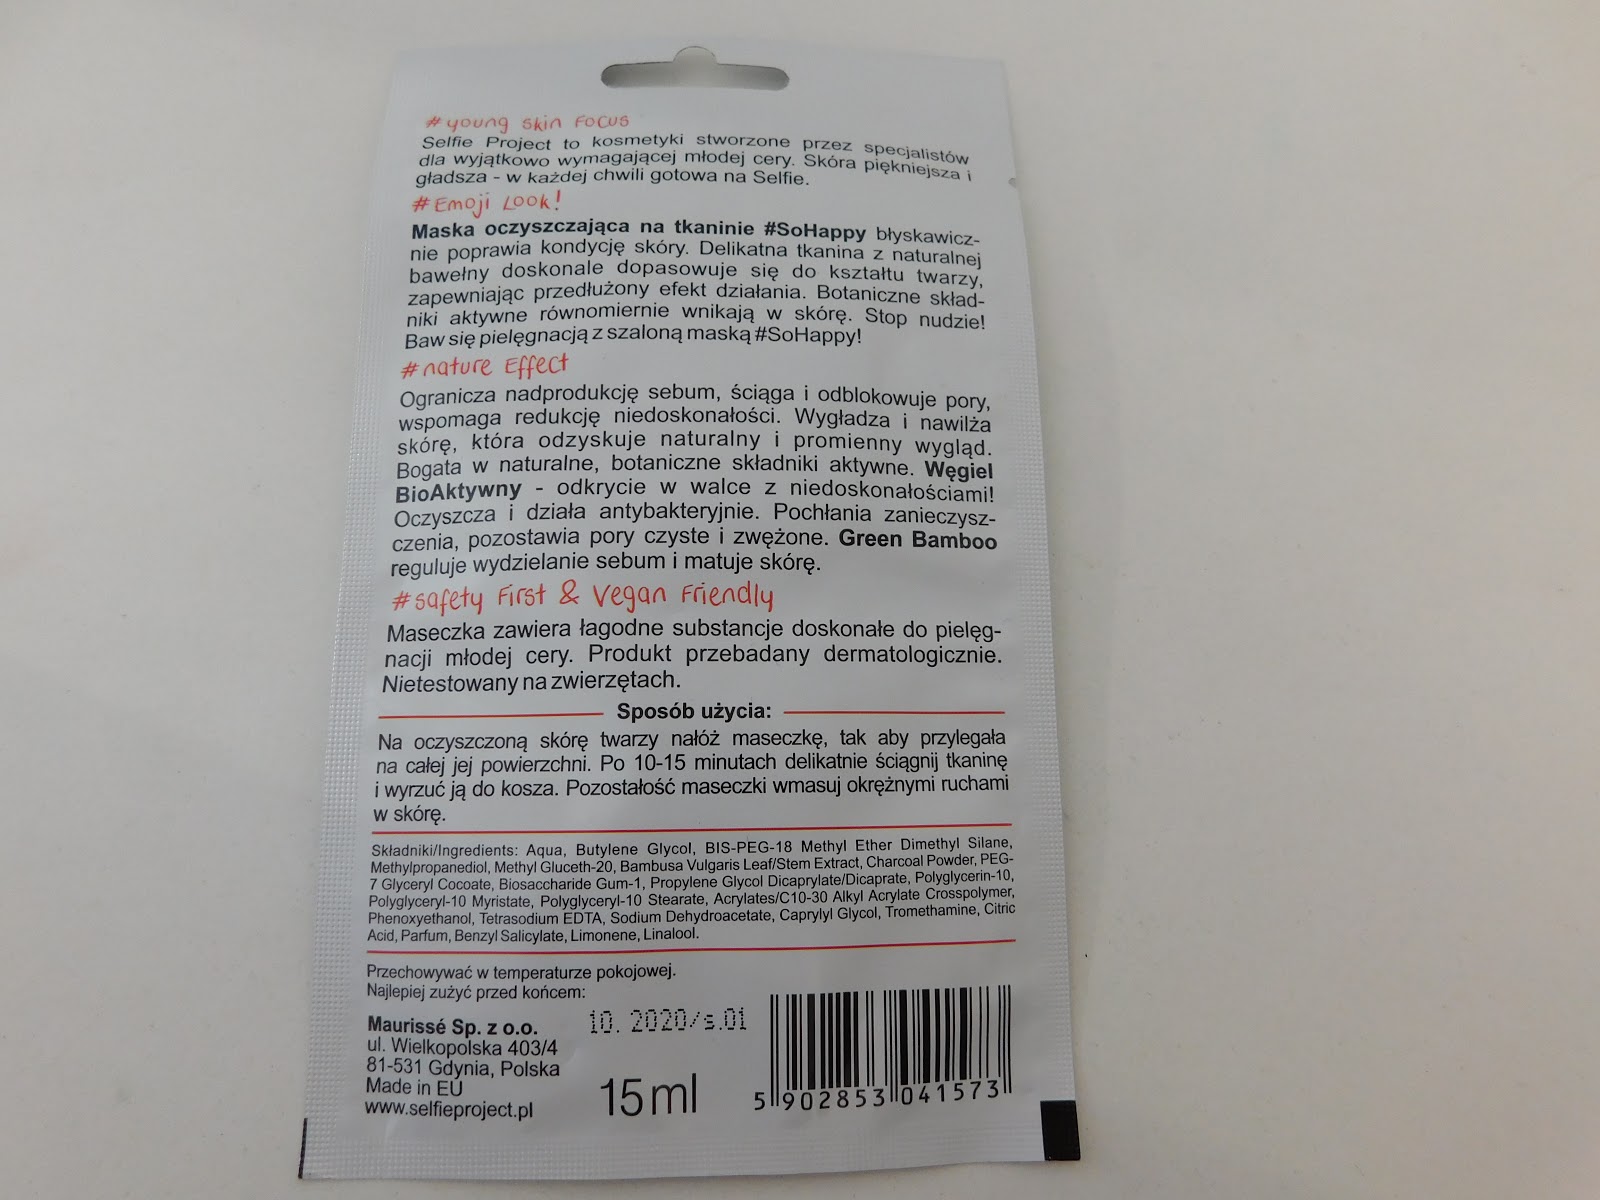 #young skin Focus
Selfie Project to kosmetyki stworzone przez specjalistów
dla wyjątkowo wymagającej młodej cery. Skóra piękniejsza i
gładsza - w każdej chwili gotowa na Selfie.
#Emoji Look!
Maska oczyszczająca na tkaninie #SoHappy błyskawicz-
nie poprawia kondycję skóry. Delikatna tkanina z naturalnej
bawełny doskonale dopasowuje się do kształtu twarzy,
zapewniając przedłużony efekt działania. Botaniczne skład-
niki aktywne równomiernie wnikają w skórę. Stop nudzie!
Baw się pielęgnacją z szaloną maską #SoHappy!
#nature Effect
Ogranicza nadprodukcję sebum, ściąga i odblokowuje pory,
wspomaga redukcję niedoskonałości. Wygładza i nawilża
skórę, która odzyskuje naturalny i promienny wygląd.
Bogata w naturalne, botaniczne składniki aktywne. Węgiel
BioAktywny - odkrycie w walce z niedoskonałościami!
Oczyszcza i działa antybakteryjnie. Pochłania zanieczysz-
czenia, pozostawia pory czyste i zwężone. Green Bamboo
reguluje wydzielanie sebum i matuje skórę.
#safety First & Vegan Friendly
Maseczka zawiera łagodne substancje doskonałe do pielęg-
nacji młodej cery. Produkt przebadany dermatologicznie.
Nietestowany na zwierzętach.
Sposób użycia:
Na oczyszczoną skórę twarzy nałóż maseczkę, tak aby przylegała
na całej jej powierzchni. Po 10-15 minutach delikatnie ściągnij tkaninę
i wyrzuć ją do kosza. Pozostałość maseczki wmasuj okrężnymi ruchami
w skórę.
Składniki/Ingredients: Aqua, Butylene Glycol, BIS-PEG-18 Methyl Ether Dimethyl Silane,
Methylpropanediol, Methyl Gluceth-20, Bambusa Vulgaris Leaf/Stem Extract, Charcoal Powder, PEG-
7 Glyceryl Cocoate, Biosaccharide Gum-1, Propylene Glycol Dicaprylate/Dicaprate, Polyglycerin-10,
Polyglyceryl-10 Myristate, Polyglyceryl-10 Stearate, Acrylates/C10-30 Alkyl Acrylate Crosspolymer,
Phenoxyethanol, Tetrasodium EDTA, Sodium Dehydroacetate, Caprylyl Glycol, Tromethamine, Citric
Acid, Parfum, Benzyl Salicylate, Limonene, Linalool.
Przechowywać w temperaturze pokojowej.
Najlepiej zużyć przed końcem:
10. 2020/s.01
Maurissé Sp. z o.o.
ul. Wielkopolska 403/4
81-531 Gdynia, Polska
Made in EU
www.selfieproject.pl
15ml
5 902853 041573